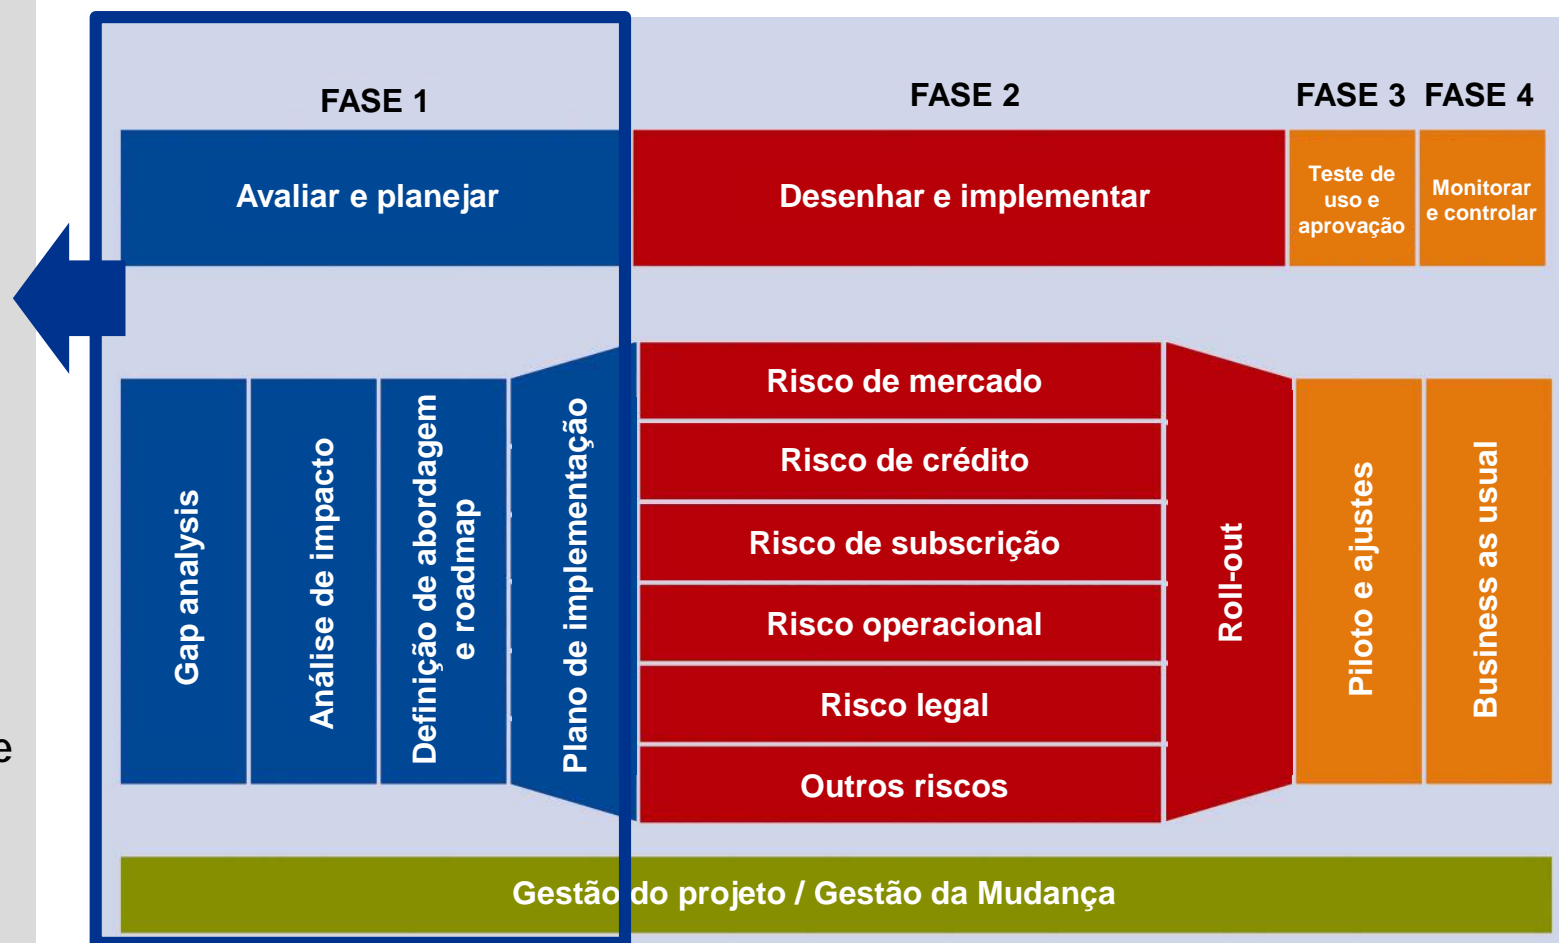 FASE 1
FASE 2
FASE 3
FASE 4
Avaliar e planejar
Desenhar e implementar
Teste de
uso e
aprovação
Monitorar
e controlar
Gap analysis
Análise de impacto
Definição de abordagem
e roadmap
Plano de implementação
Risco de mercado
Risco de crédito
Risco de subscrição
Risco operacional
Risco legal
Outros riscos
Roll-out
Piloto e ajustes
Business as usual
e
Gestão do projeto / Gestão da Mudança